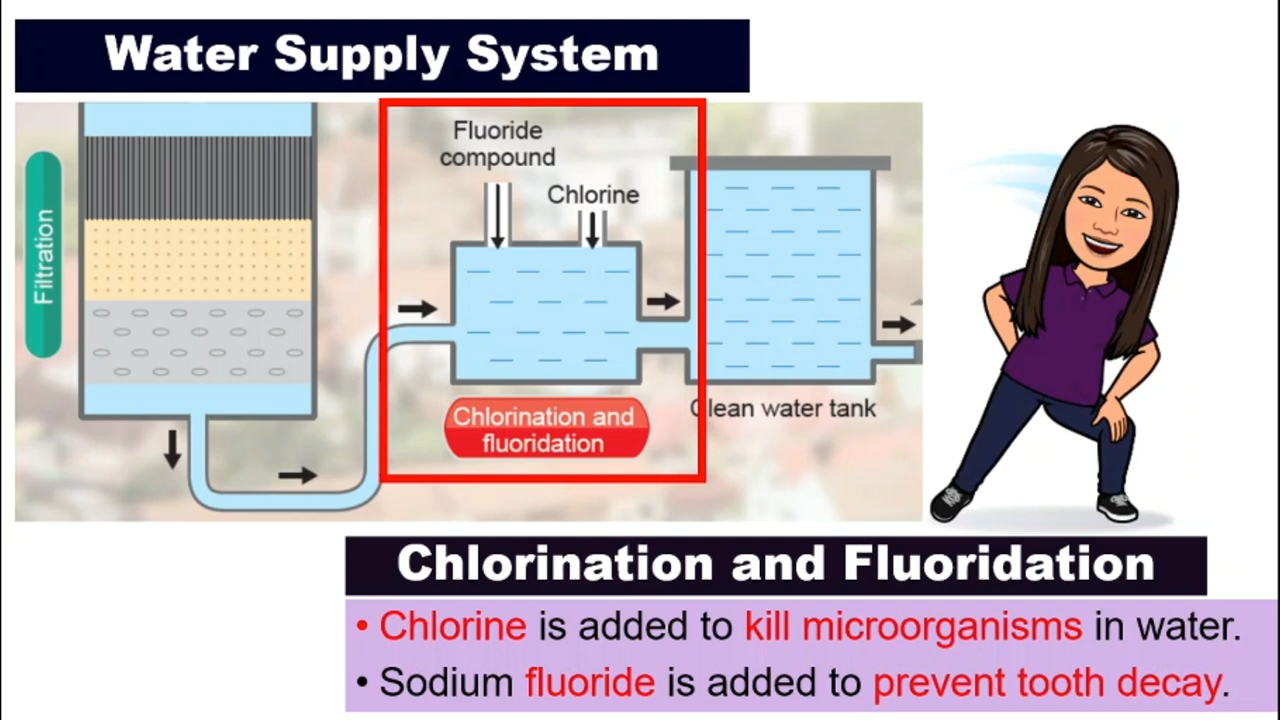 Water Supply System
Filtration
Fluoride
compound
Chlorine
Chlorination and
fluoridation
Clean water tank
Chlorination and Fluoridation
• Chlorine is added to kill microorganisms in water.
• Sodium fluoride is added to prevent tooth decay.